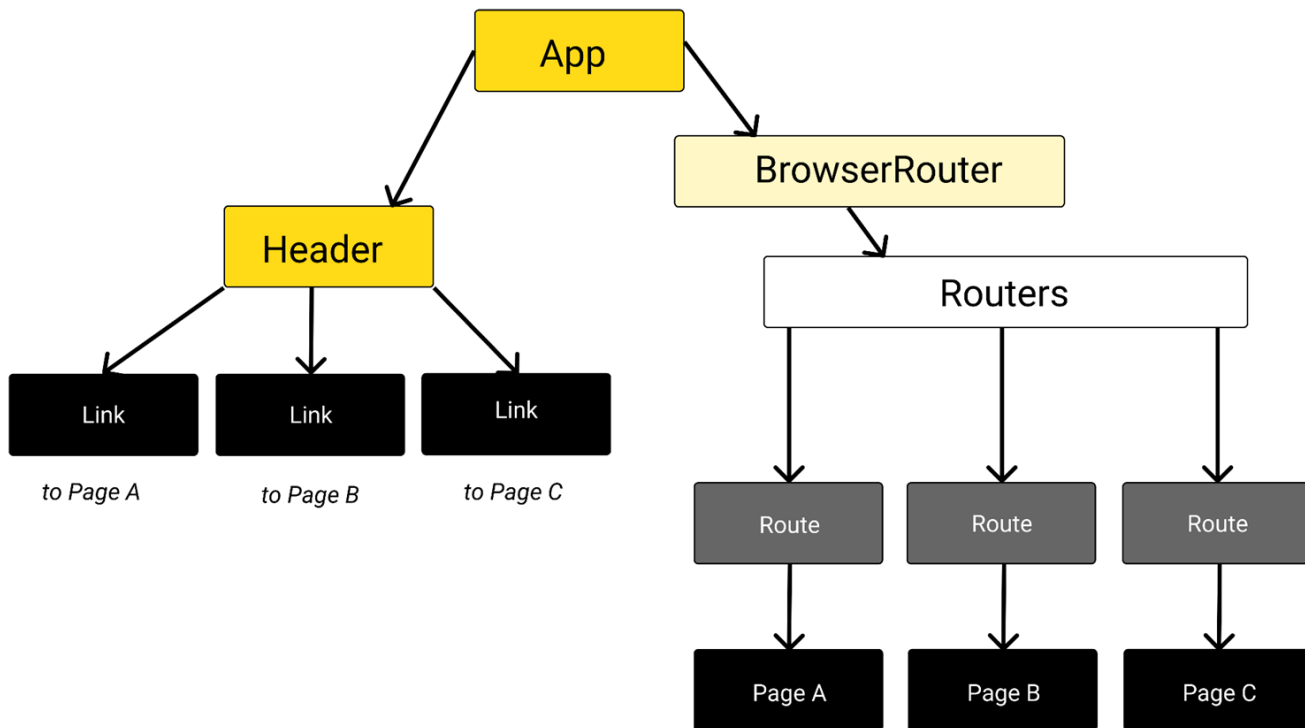 App
BrowserRouter
Header
Routers
Link
Link
Link
to Page A
to Page B
to Page C
Route
Route
Route
Page A
Page B
Page C